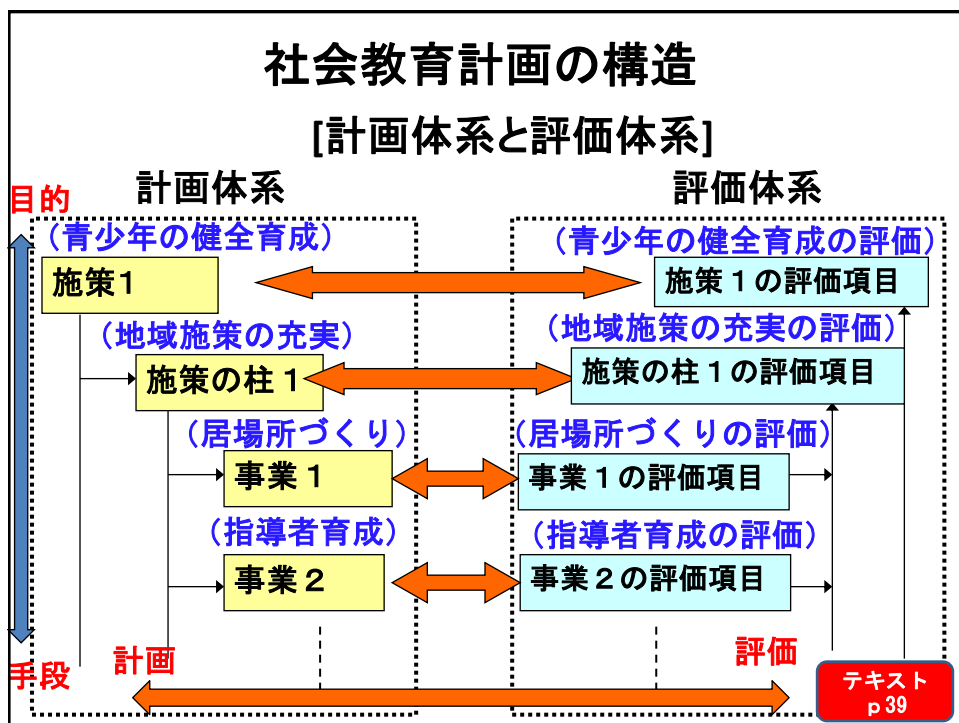 社会教育計画の構造
[計画体系と評価体系]
目的
計画体系
評価体系
（青少年の健全育成）
（青少年の健全育成の評価）
施策１
施策１の評価項目
（地域施策の充実）
（地域施策の充実の評価）
施策の柱１
施策の柱１の評価項目
（居場所づくり）
（居場所づくりの評価）
事業１
事業１の評価項目
（指導者育成）
（指導者育成の評価）
事業２
事業２の評価項目
手段
計画
評価
テキスト
ｐ39